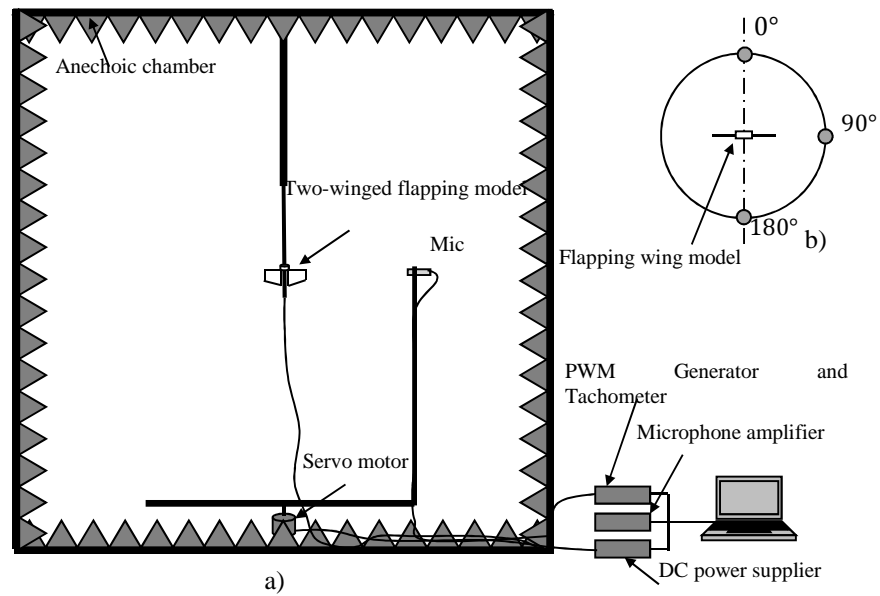 Anechoic chamber
Two-winged flapping model
Mic
Servo motor
a)
0°
90°
180°
b)
Flapping wing model
PWM Generator and
Tachometer
Microphone amplifier
DC power supplier